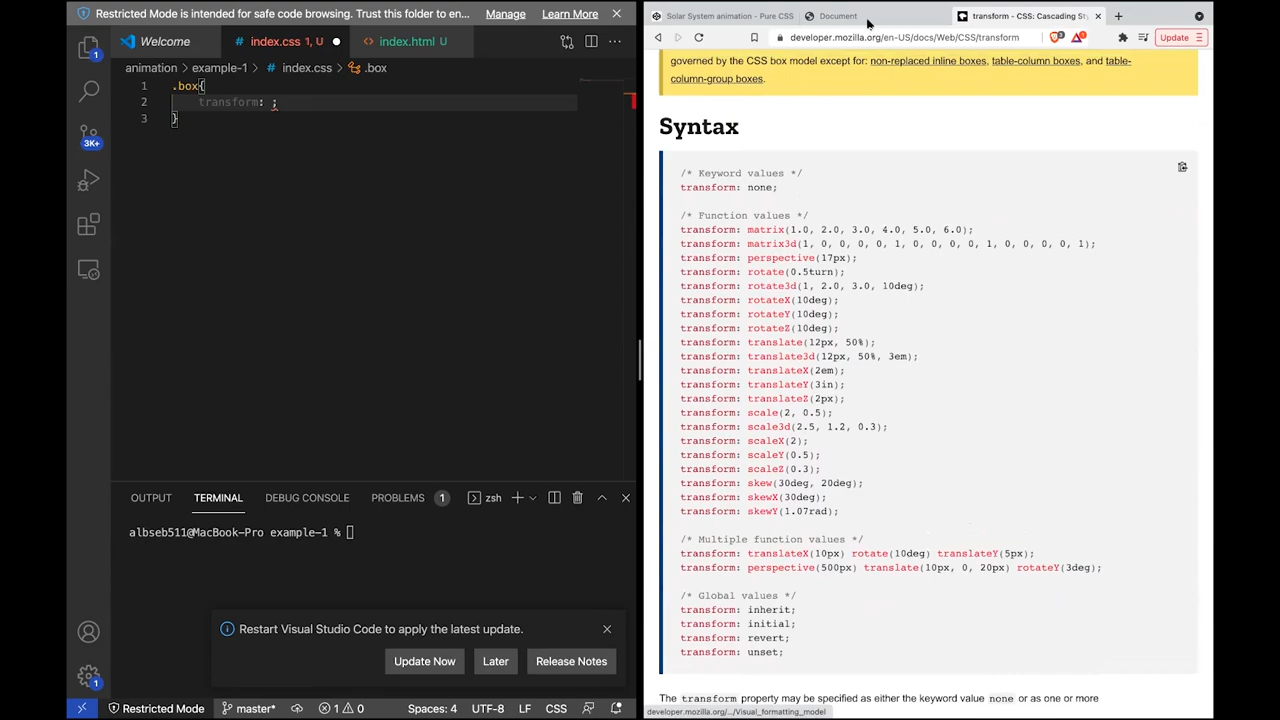 Restricted Mode is intended for safe code browsing. Trust this folder to en... Manage Learn More
Welcome
index.css 1, U
index.html U
animation > example-1 > # index.css > .box
1 .box{
2 transform: ;
3 }
OUTPUT TERMINAL DEBUG CONSOLE PROBLEMS 1 zsh
albseb511@MacBook-Pro example-1 %
Restart Visual Studio Code to apply the latest update.
Update Now Later Release Notes
3K+
1
1
Restricted Mode master* 1 0 Spaces: 4 UTF-8 LF CSS
Solar System animation - Pure CSS
Document
transform - CSS: Cascading Sty
developer.mozilla.org/en-US/docs/Web/CSS/transform
Update
governed by the CSS box model except for: non-replaced inline boxes, table-column boxes, and table-
column-group boxes.
Syntax
/* Keyword values */
transform: none;
/* Function values */
transform: matrix(1.0, 2.0, 3.0, 4.0, 5.0, 6.0);
transform: matrix3d(1, 0, 0, 0, 0, 1, 0, 0, 0, 0, 1, 0, 0, 0, 0, 1);
transform: perspective(17px);
transform: rotate(0.5turn);
transform: rotate3d(1, 2.0, 3.0, 10deg);
transform: rotateX(10deg);
transform: rotateY(10deg);
transform: rotateZ(10deg);
transform: translate(12px, 50%);
transform: translate3d(12px, 50%, 3em);
transform: translateX(2em);
transform: translateY(3in);
transform: translateZ(2px);
transform: scale(2, 0.5);
transform: scale3d(2.5, 1.2, 0.3);
transform: scaleX(2);
transform: scaleY(0.5);
transform: scaleZ(0.3);
transform: skew(30deg, 20deg);
transform: skewX(30deg);
transform: skewY(1.07rad);
/* Multiple function values */
transform: translateX(10px) rotate(10deg) translateY(5px);
transform: perspective(500px) translate(10px, 0, 20px) rotateY(3deg);
/* Global values */
transform: inherit;
transform: initial;
transform: revert;
transform: unset;
The transform property may be specified as either the keyword value none or as one or more
developer.mozilla.org/.../Visual_formatting_model